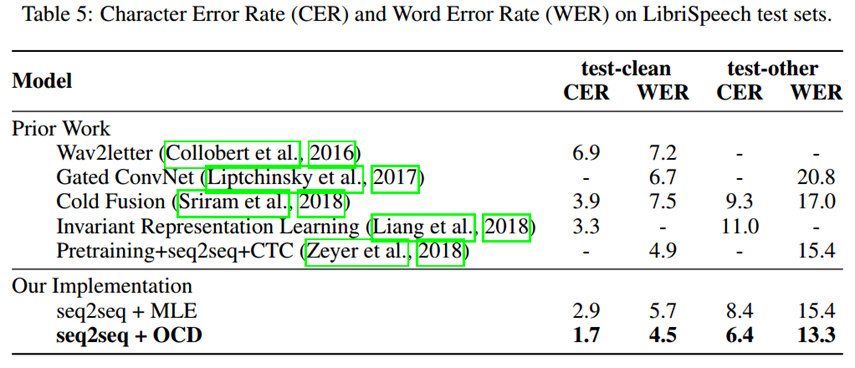 Table 5: Character Error Rate (CER) and Word Error Rate (WER) on LibriSpeech test sets.
Model test-clean test-other
CER WER CER WER
Prior Work
Wav2letter (Collobert et al., 2016) 6.9 7.2 - -
Gated ConvNet (Liptchinsky et al., 2017) - 6.7 - 20.8
Cold Fusion (Sriram et al., 2018) 3.9 7.5 9.3 17.0
Invariant Representation Learning (Liang et al., 2018) 3.3 - 11.0 -
Pretraining+seq2seq+CTC (Zeyer et al., 2018) - 4.9 - 15.4
Our Implementation
seq2seq + MLE 2.9 5.7 8.4 15.4
seq2seq + OCD 1.7 4.5 6.4 13.3